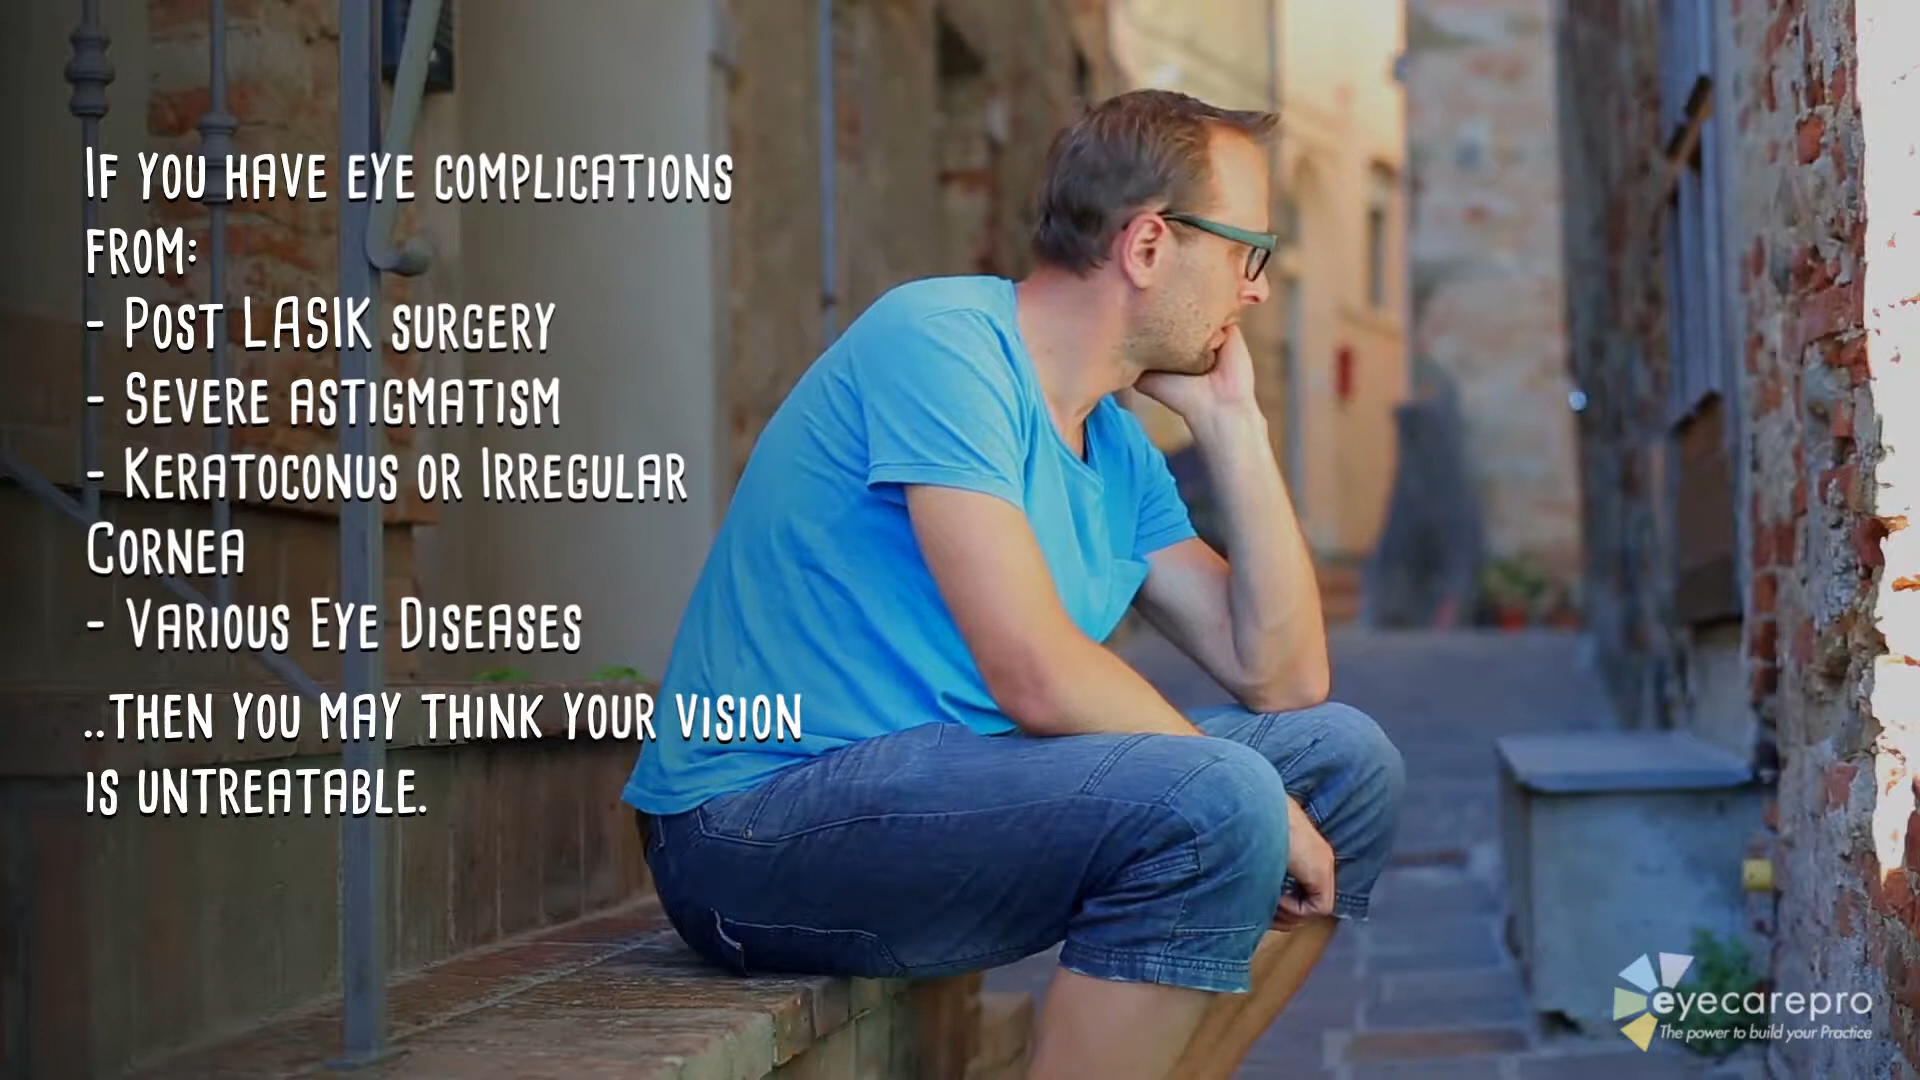 If you have eye complications
from:
- Post LASIK surgery
- Severe astigmatism
- Keratoconus or Irregular
Cornea
- Various Eye Diseases
..then you may think your vision
is untreatable.
eyecarepro
The power to build your Practice